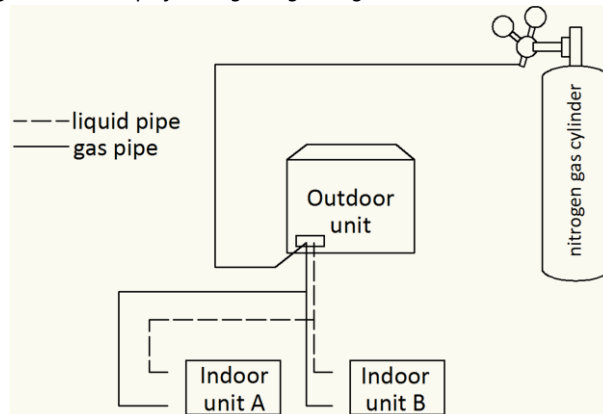 liquid pipe
gas pipe
Outdoor
unit
nitrogen gas cylinder
Indoor
unit A
Indoor
unit B